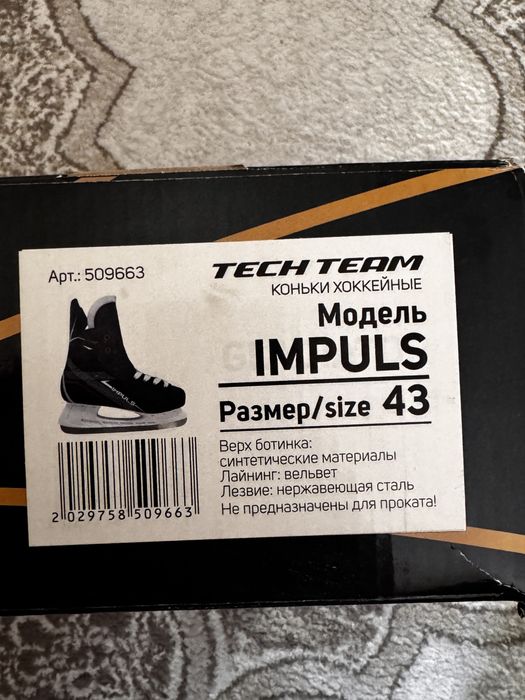 Арт.: 509663
TECH TEAM
КОНЬКИ ХОККЕЙНЫЕ
Модель
IMPULS
Размер/size 43
IMPULS
Верх ботинка:
синтетические материалы
Лайнинг: вельвет
Лезвие: нержавеющая сталь
Не предназначены для проката!
2 029758 509663